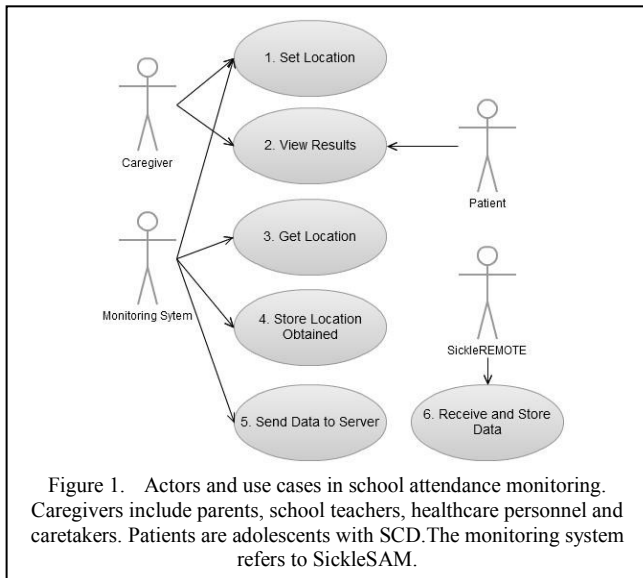 1. Set Location
2. View Results
Caregiver
Patient
3. Get Location
Monitoring Sytem
4. Store Location
Obtained
SickleREMOTE
5. Send Data to Server
6. Receive and Store
Data
Figure 1. Actors and use cases in school attendance monitoring.
Caregivers include parents, school teachers, healthcare personnel and
caretakers. Patients are adolescents with SCD.The monitoring system
refers to SickleSAM.